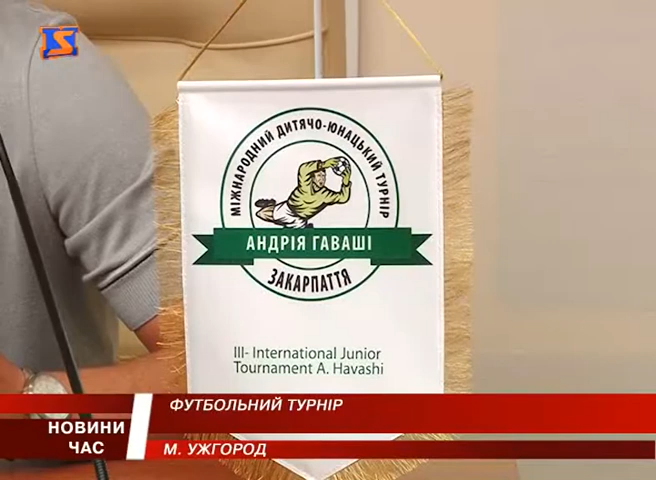 МІЖНАРОДНИЙ ДИТЯЧО-ЮНАЦЬКИЙ ТУРНІР
АНДРІЯ ГАВАШІ
ЗАКАРПАТТЯ
III- International Junior
Tournament A. Havashi
ФУТБОЛЬНИЙ ТУРНІР
НОВИНИ
ЧАС
М. УЖГОРОД